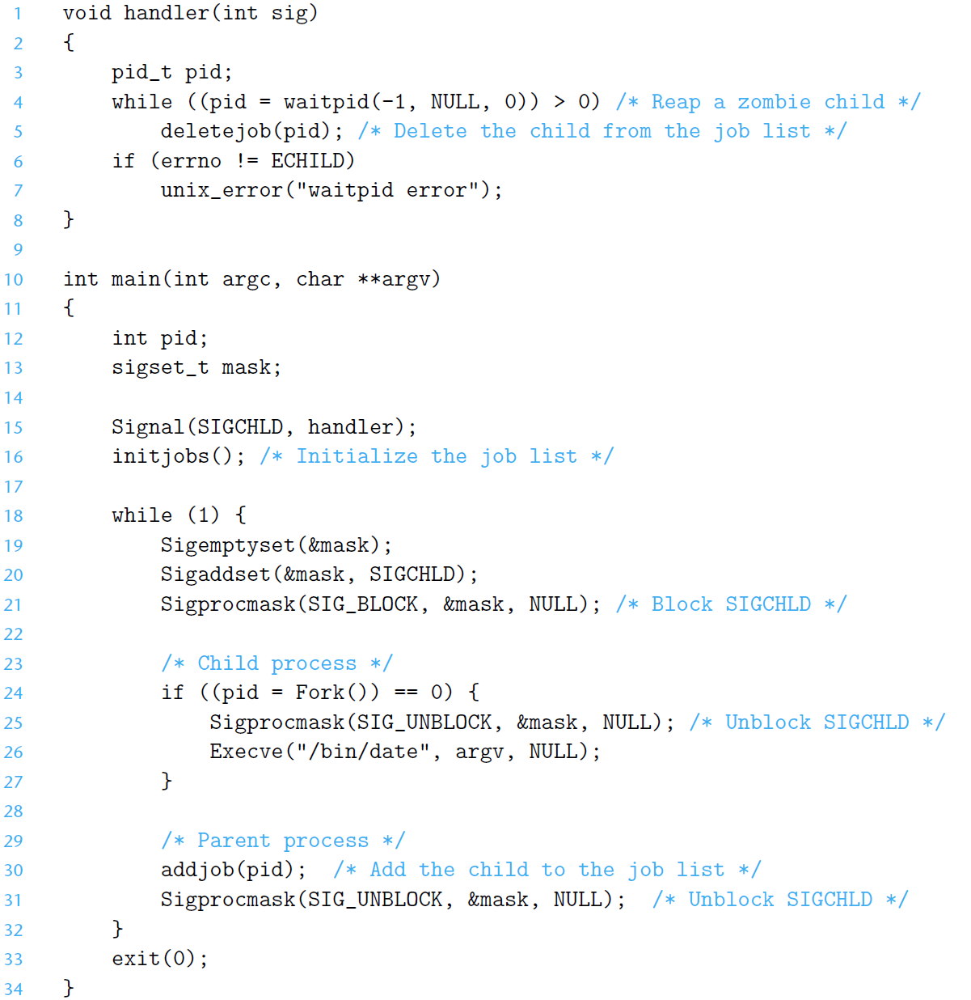 1 void handler(int sig)
2 {
3     pid_t pid;
4     while ((pid = waitpid(-1, NULL, 0)) > 0) /* Reap a zombie child */
5         deletejob(pid); /* Delete the child from the job list */
6     if (errno != ECHILD)
7         unix_error("waitpid error");
8 }
9
10 int main(int argc, char **argv)
11 {
12     int pid;
13     sigset_t mask;
14
15     Signal(SIGCHLD, handler);
16     initjobs(); /* Initialize the job list */
17
18     while (1) {
19         Sigemptyset(&mask);
20         Sigaddset(&mask, SIGCHLD);
21         Sigprocmask(SIG_BLOCK, &mask, NULL); /* Block SIGCHLD */
22
23         /* Child process */
24         if ((pid = Fork()) == 0) {
25             Sigprocmask(SIG_UNBLOCK, &mask, NULL); /* Unblock SIGCHLD */
26             Execve("/bin/date", argv, NULL);
27         }
28
29         /* Parent process */
30         addjob(pid);  /* Add the child to the job list */
31         Sigprocmask(SIG_UNBLOCK, &mask, NULL);  /* Unblock SIGCHLD */
32     }
33     exit(0);
34 }